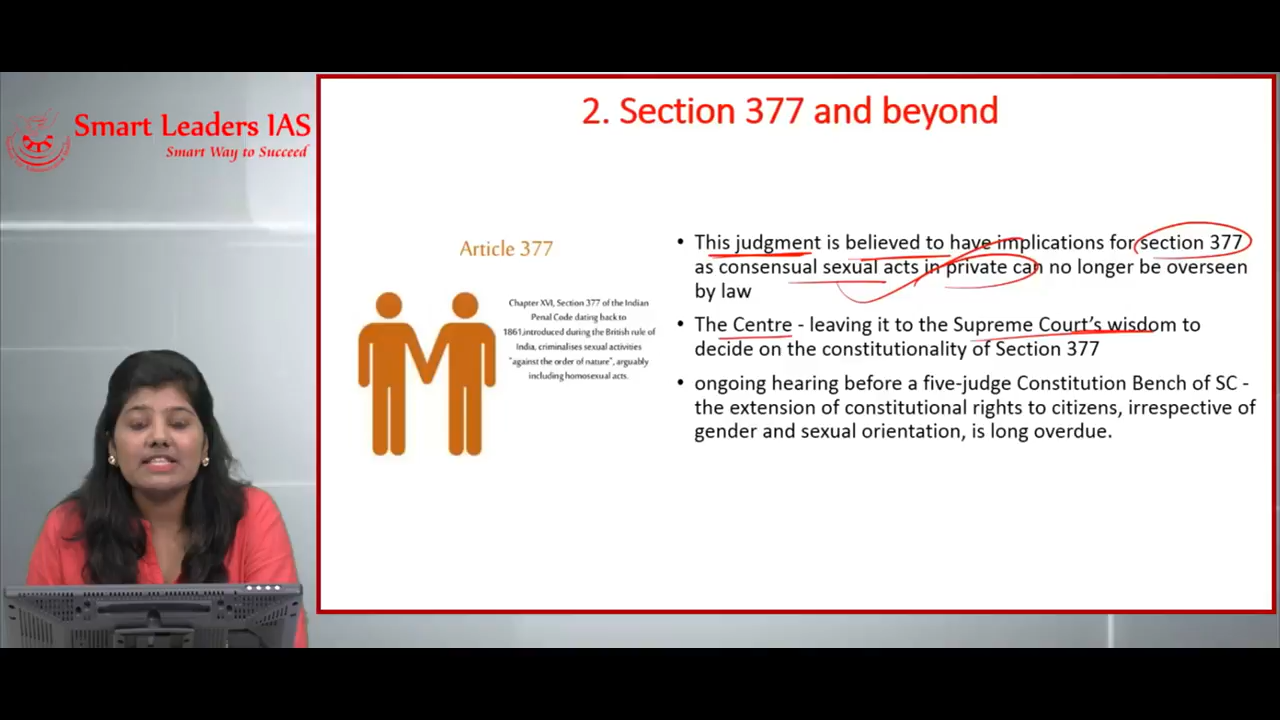 Smart Leaders IAS
Smart Way to Succeed
2. Section 377 and beyond
Article 377
Chapter XVI, Section 377 of the Indian
Penal Code dating back to
1861,introduced during the British rule of
India, criminalises sexual activities
"against the order of nature", arguably
including homosexual acts.
• This judgment is believed to have implications for section 377
as consensual sexual acts in private can no longer be overseen
by law
• The Centre - leaving it to the Supreme Court's wisdom to
decide on the constitutionality of Section 377
• ongoing hearing before a five-judge Constitution Bench of SC -
the extension of constitutional rights to citizens, irrespective of
gender and sexual orientation, is long overdue.